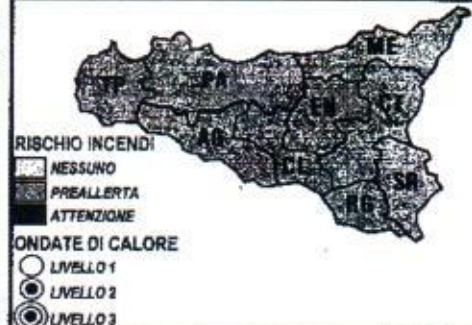 ME
TP
PA
EN
CT
AG
CL
SR
RG
RISCHIO INCENDI
NESSUNO
PREALLERTA
ATTENZIONE
ONDATE DI CALORE
LIVELLO 1
LIVELLO 2
LIVELLO 3